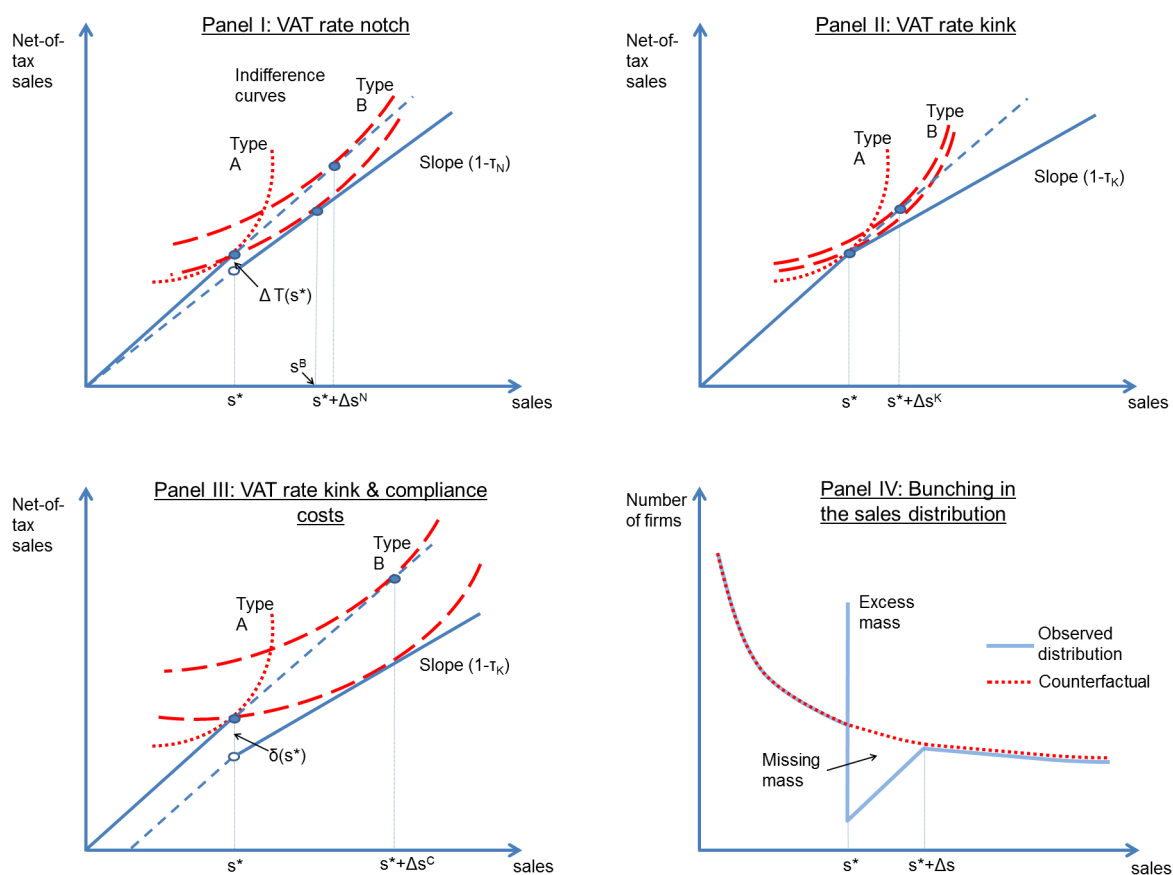 Panel I: VAT rate notch
Net-of-
tax
sales
Indifference
curves
Type
A
Type
B
Slope (1-τN)
Δ T(s*)
sB
s*
s*+ΔsN
sales
Panel II: VAT rate kink
Net-of-
tax
sales
Type
A
Type
B
Slope (1-τK)
s*
s*+ΔsK
sales
Panel III: VAT rate kink & compliance
costs
Net-of-
tax
sales
Type
A
Type
B
Slope (1-τK)
δ(s*)
s*
s*+ΔsC
sales
Panel IV: Bunching in
the sales distribution
Number
of firms
Excess
mass
Observed
distribution
Counterfactual
Missing
mass
s*
s*+Δs
sales